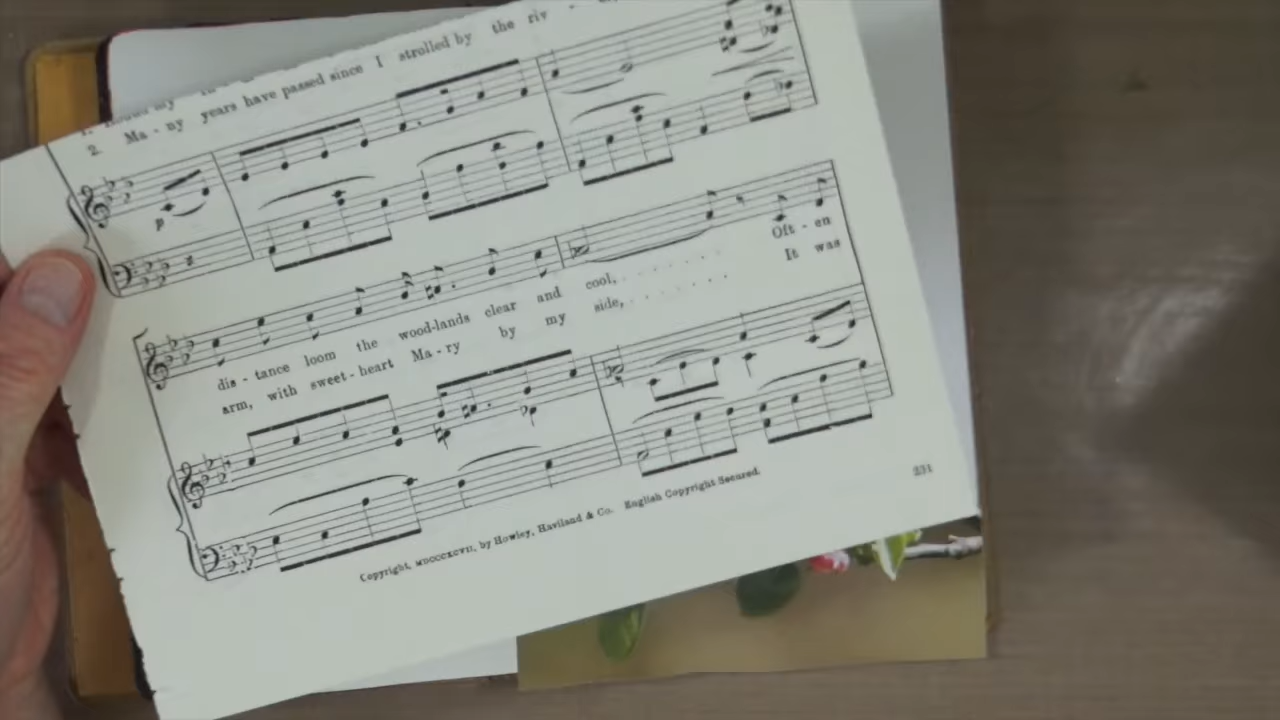 2. Ma - ny years have passed since I strolled by the riv -
p
dis - tance loom the wood-lands clear and cool, Oft - en
arm, with sweet - heart Ma - ry by my side, It was
Copyright, MDCCCXCVII, by Howley, Haviland & Co. English Copyright Secured.
231